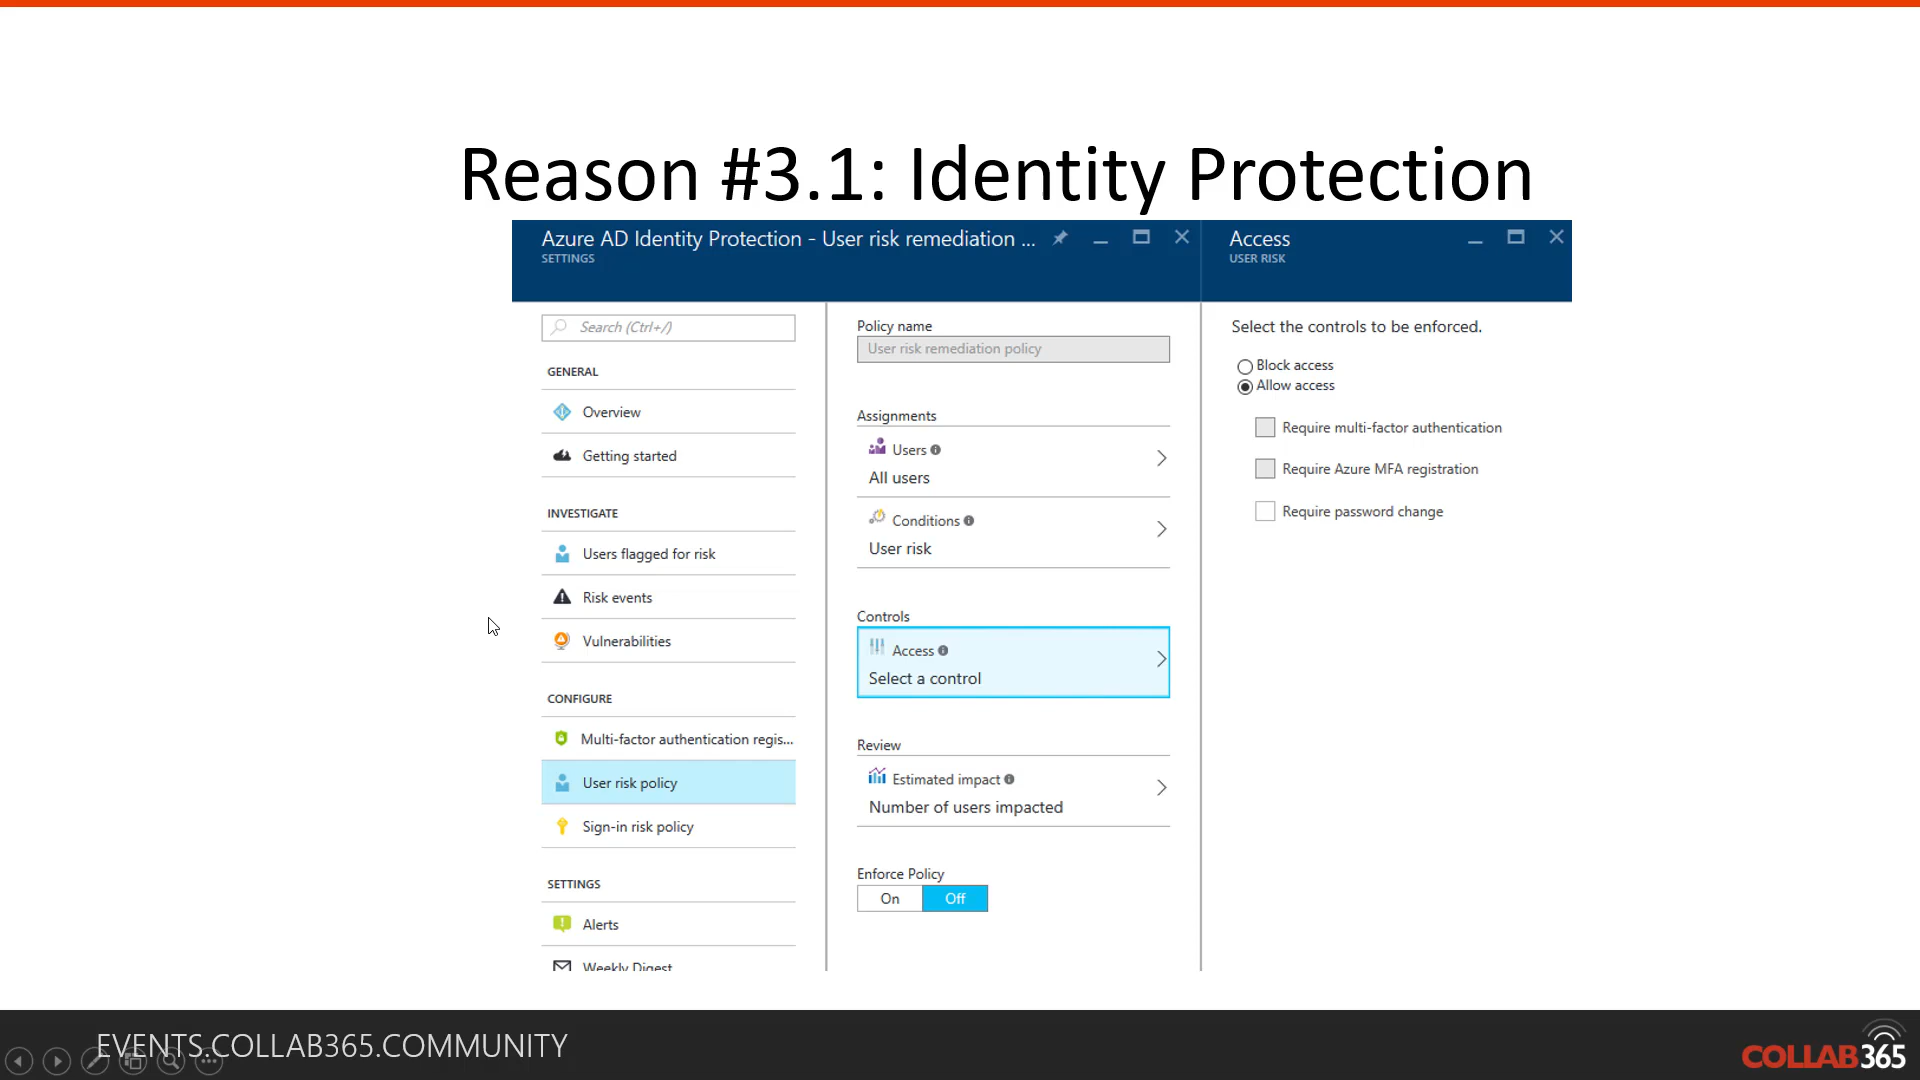 Reason #3.1: Identity Protection
Azure AD Identity Protection - User risk remediation ...
SETTINGS
Access
USER RISK
Search (Ctrl+/)
GENERAL
Overview
Getting started
INVESTIGATE
Users flagged for risk
Risk events
Vulnerabilities
CONFIGURE
Multi-factor authentication regis...
User risk policy
Sign-in risk policy
SETTINGS
Alerts
Weekly Digest
Policy name
User risk remediation policy
Assignments
Users
All users
Conditions
User risk
Controls
Access
Select a control
Review
Estimated impact
Number of users impacted
Enforce Policy
On Off
Select the controls to be enforced.
Block access
Allow access
Require multi-factor authentication
Require Azure MFA registration
Require password change
EVENTS.COLLAB365.COMMUNITY
COLLAB365